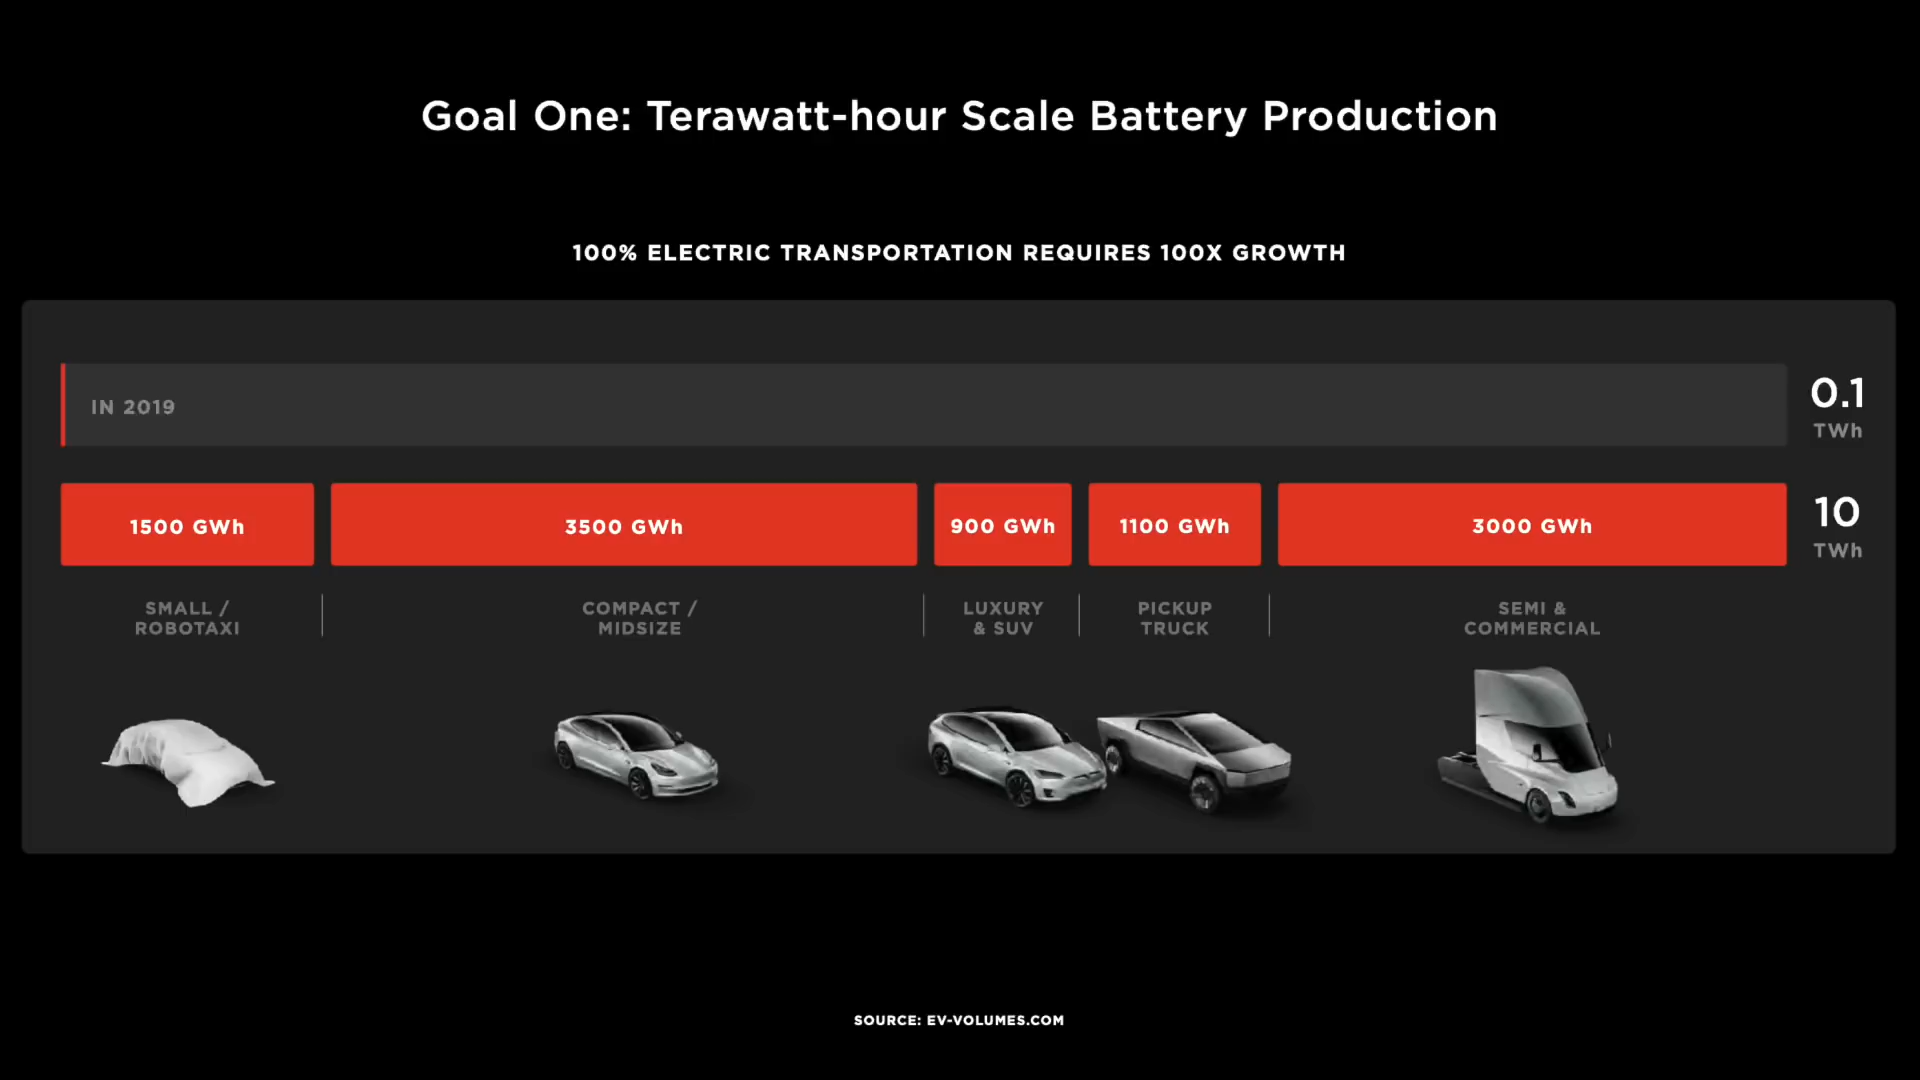 Goal One: Terawatt-hour Scale Battery Production
100% ELECTRIC TRANSPORTATION REQUIRES 100X GROWTH
IN 2019
0.1
TWh
1500 GWh
3500 GWh
900 GWh
1100 GWh
3000 GWh
10
TWh
SMALL /
ROBOTAXI
COMPACT /
MIDSIZE
LUXURY
& SUV
PICKUP
TRUCK
SEMI &
COMMERCIAL
SOURCE: EV-VOLUMES.COM